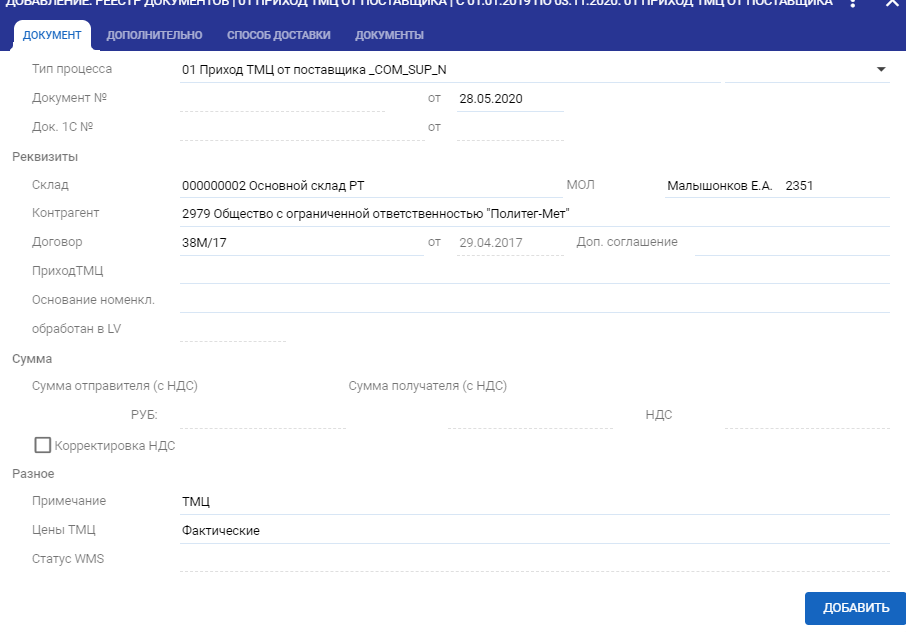 ДОБАВЛЕНИЕ: РЕЕСТР ДОКУМЕНТОВ | 01 ПРИХОД ТМЦ ОТ ПОСТАВЩИКА | С 01.01.2019 ПО 03.11.2020: 01 ПРИХОД ТМЦ ОТ ПОСТАВЩИКА
ДОКУМЕНТ ДОПОЛНИТЕЛЬНО СПОСОБ ДОСТАВКИ ДОКУМЕНТЫ
Тип процесса 01 Приход ТМЦ от поставщика _COM_SUP_N
Документ № от 28.05.2020
Док. 1С № от
Реквизиты
Склад 000000002 Основной склад РТ МОЛ Малышонков Е.А. 2351
Контрагент 2979 Общество с ограниченной ответственностью "Политег-Мет"
Договор 38М/17 от 29.04.2017 Доп. соглашение
ПриходТМЦ
Основание номенкл.
обработан в LV
Сумма
Сумма отправителя (с НДС) Сумма получателя (с НДС)
РУБ: НДС
Корректировка НДС
Разное
Примечание ТМЦ
Цены ТМЦ Фактические
Статус WMS
ДОБАВИТЬ